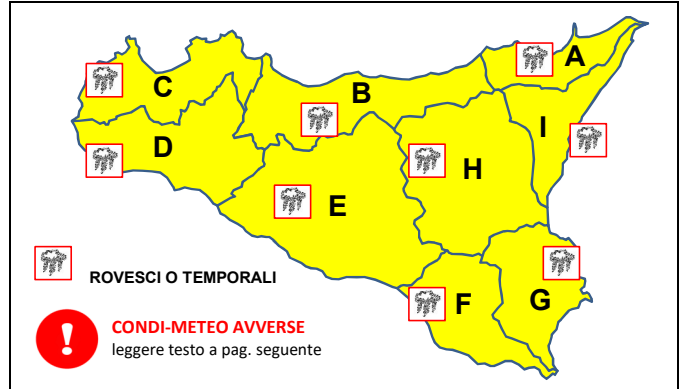 A
C
B
I
D
H
E
F
G
ROVESCI O TEMPORALI
!
CONDI-METEO AVVERSE
leggere testo a pag. seguente